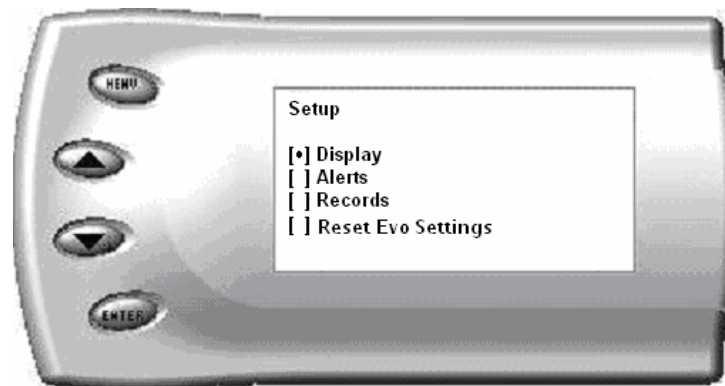 MENU
Setup
[•] Display
[ ] Alerts
[ ] Records
[ ] Reset Evo Settings
ENTER